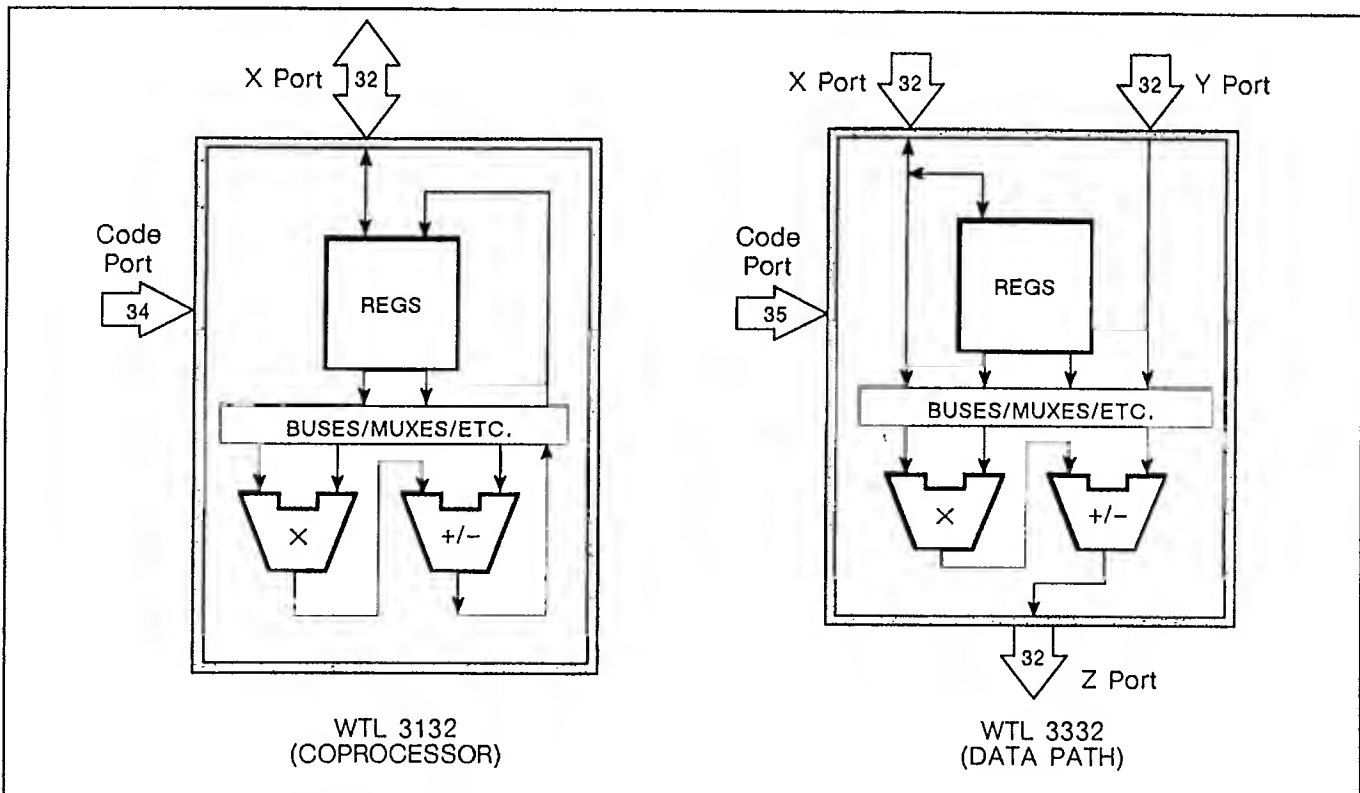 X Port
32
Code
Port
34
REGS
BUSES/MUXES/ETC.
×
+/−
WTL 3132
(COPROCESSOR)
X Port
32
32
Y Port
Code
Port
35
REGS
BUSES/MUXES/ETC.
×
+/−
32
Z Port
WTL 3332
(DATA PATH)